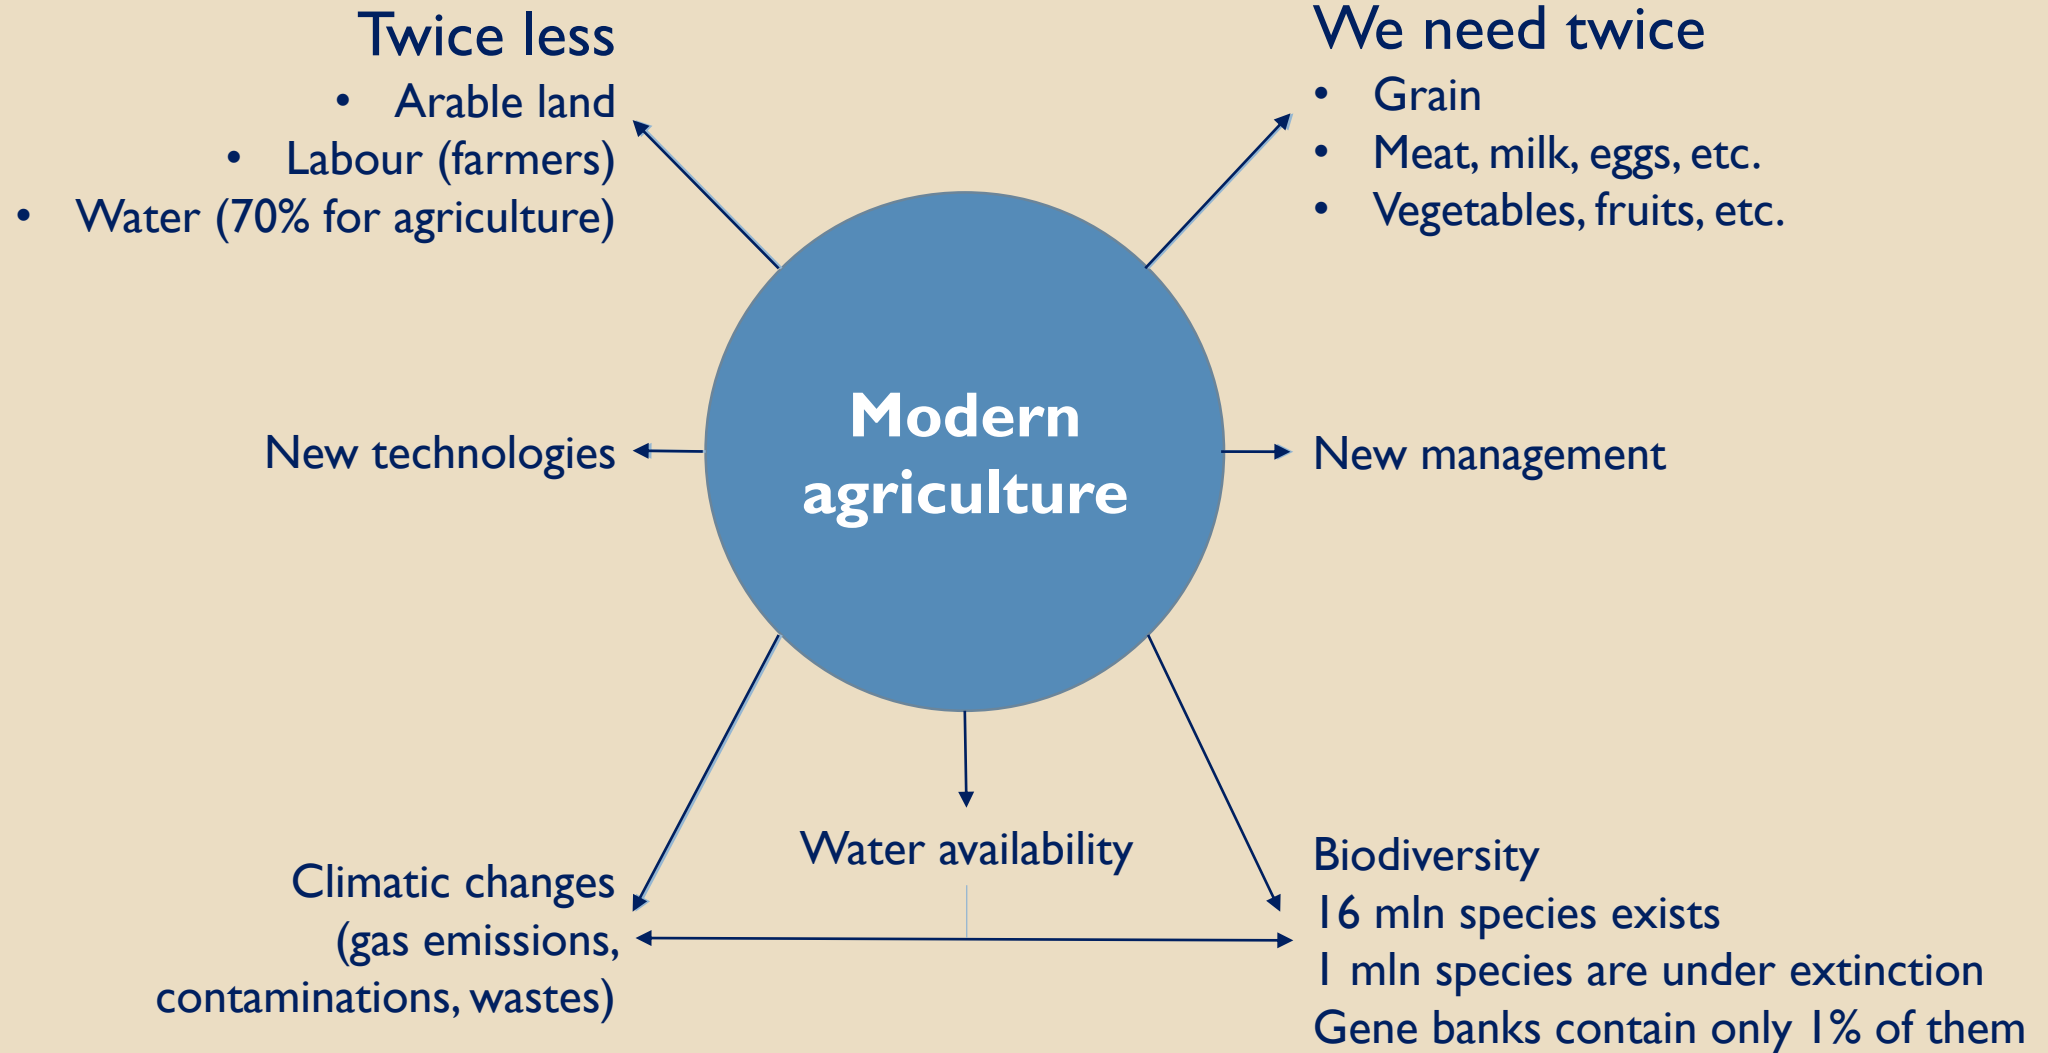 Twice less
• Arable land
• Labour (farmers)
• Water (70% for agriculture)
We need twice
• Grain
• Meat, milk, eggs, etc.
• Vegetables, fruits, etc.
New technologies
Modern
agriculture
New management
Climatic changes
(gas emissions,
contaminations, wastes)
Water availability
Biodiversity
16 mln species exists
1 mln species are under extinction
Gene banks contain only 1% of them